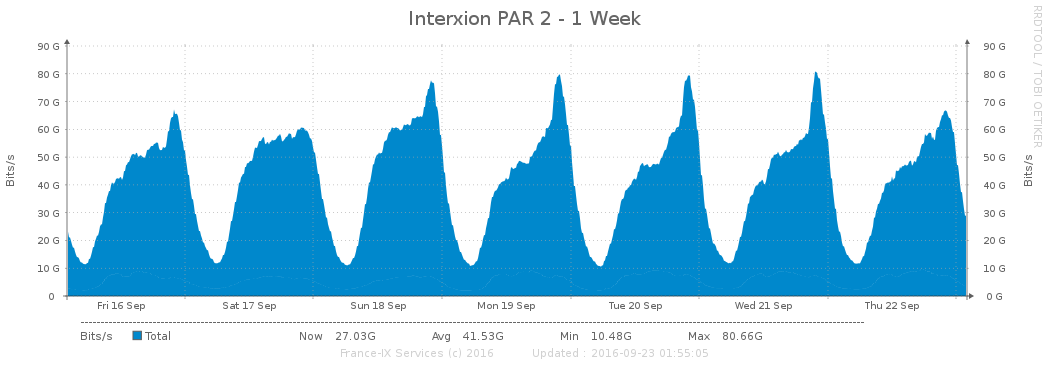 Interxion PAR 2 - 1 Week
RRDTOOL / TOBI OETIKER
90 G 90 G
80 G 80 G
70 G 70 G
60 G 60 G
50 G 50 G
40 G 40 G
30 G 30 G
20 G 20 G
10 G 10 G
0 0 G
Bits/s
Bits/s
Fri 16 Sep Sat 17 Sep Sun 18 Sep Mon 19 Sep Tue 20 Sep Wed 21 Sep Thu 22 Sep
Bits/s Total Now 27.03G Avg 41.53G Min 10.48G Max 80.66G
France-IX Services (c) 2016 Updated : 2016-09-23 01:55:05